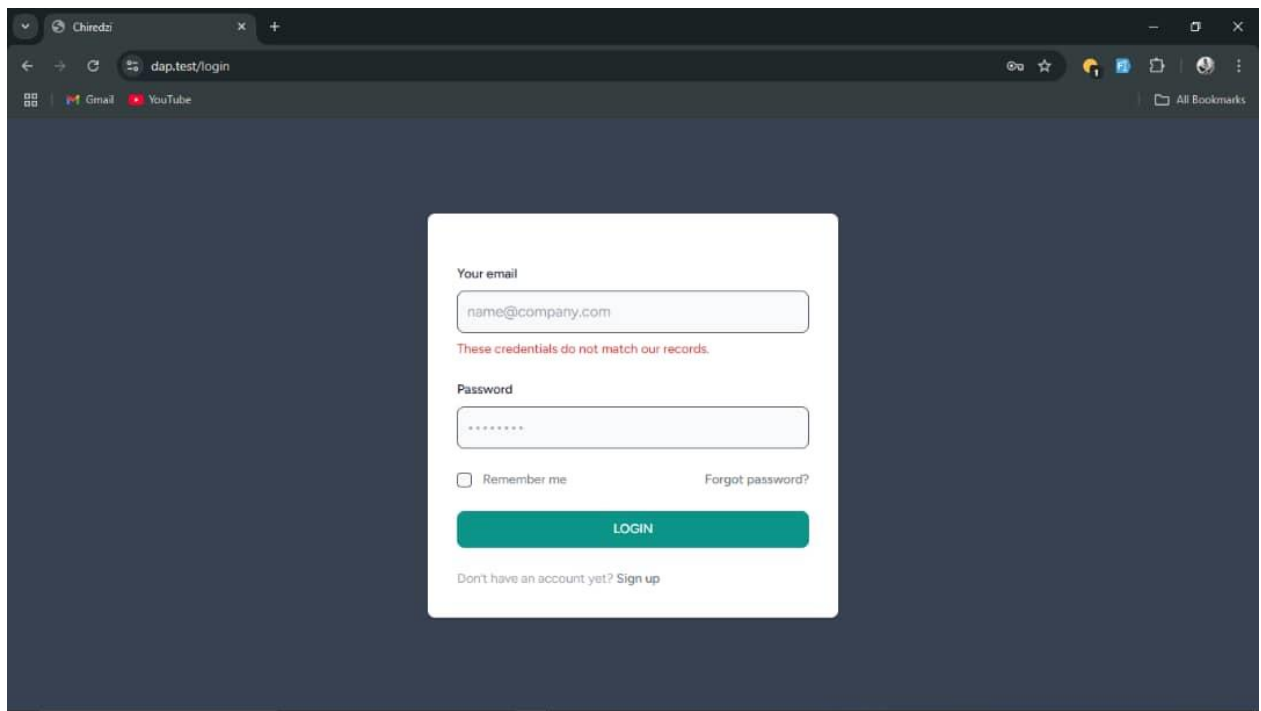 Chiredzi
dap.test/login
Gmail YouTube All Bookmarks
Your email
name@company.com
These credentials do not match our records.
Password
Remember me Forgot password?
LOGIN
Don't have an account yet? Sign up